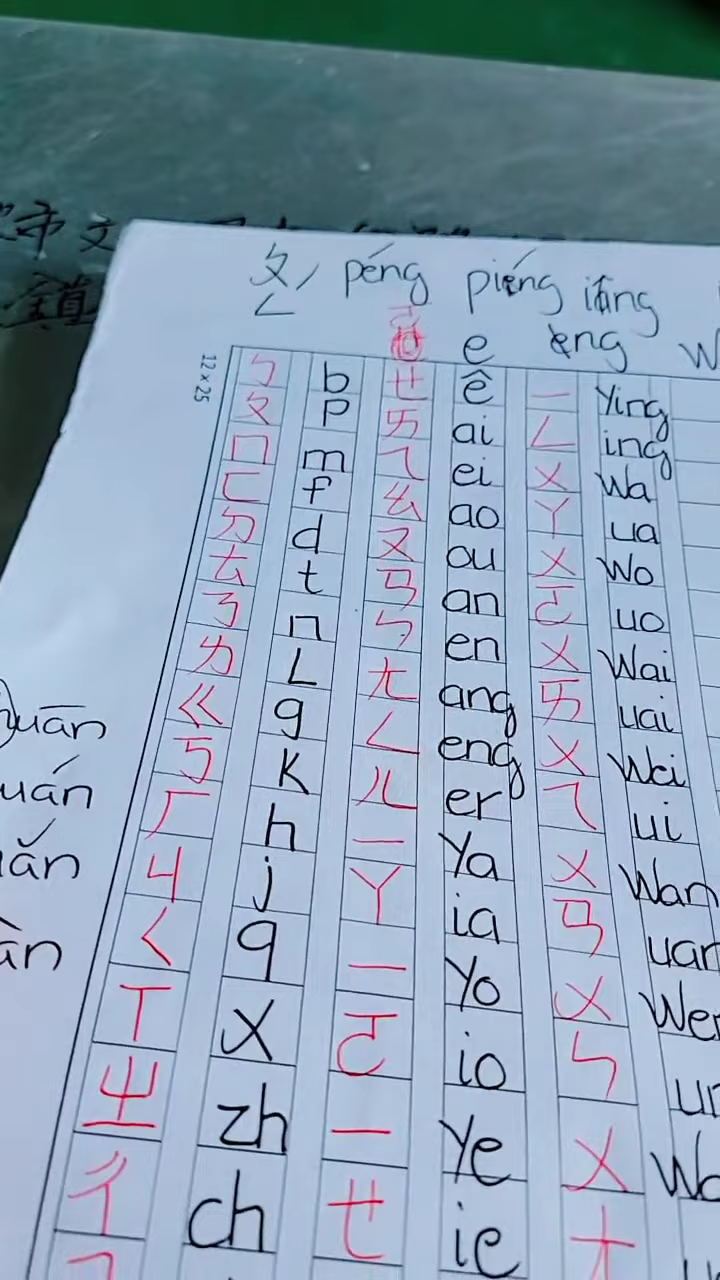 ㄆㄥˊ péng piéng iāng
e eng
12×25
ㄅ b ㄝ ê ㄧ Ying
ㄆ P ㄞ ai ㄥ ing
ㄇ m ㄟ ei ㄨ Wa
ㄈ f ㄠ ao ㄚ ua
ㄉ d ㄡ ou ㄨ Wo
ㄊ t ㄢ an ㄛ uo
ㄋ n ㄣ en ㄨ Wai
ㄌ L ㄤ ang ㄞ uai
ㄍ g ㄥ eng ㄨ Wei
ㄎ K ㄦ er ㄟ ui
ㄏ h ㄧ Ya ㄨ Wan
ㄐ j ㄚ ia ㄢ uan
ㄑ q ㄧ Yo ㄨ
ㄒ X ㄛ io ㄣ
ㄓ zh ㄧ Ye ㄨ
ㄔ ch ㄝ ie ㄤ
uān
uán
ǎn
àn